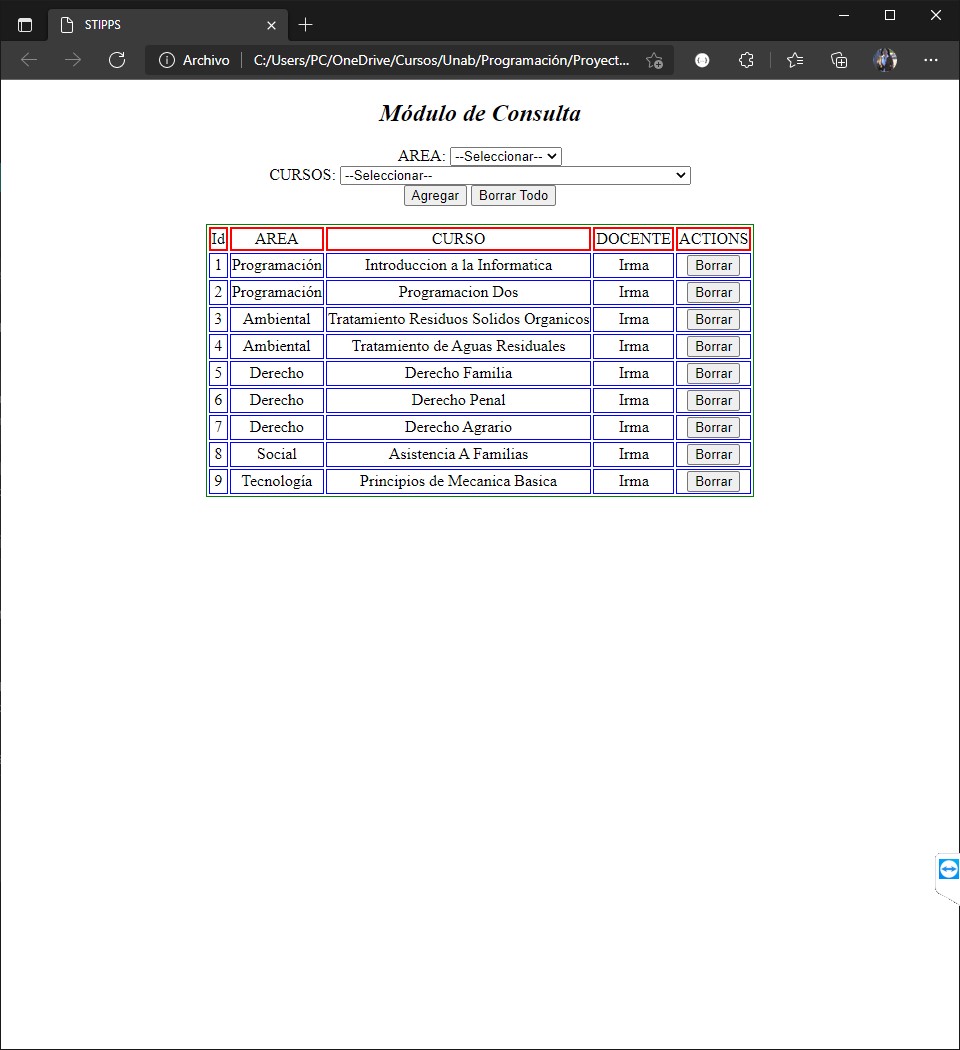 STIPPS
Archivo C:/Users/PC/OneDrive/Cursos/Unab/Programación/Proyect...
Módulo de Consulta
AREA: --Seleccionar--
CURSOS: --Seleccionar--
Agregar Borrar Todo
Id AREA CURSO DOCENTE ACTIONS
1 Programación Introduccion a la Informatica Irma Borrar
2 Programación Programacion Dos Irma Borrar
3 Ambiental Tratamiento Residuos Solidos Organicos Irma Borrar
4 Ambiental Tratamiento de Aguas Residuales Irma Borrar
5 Derecho Derecho Familia Irma Borrar
6 Derecho Derecho Penal Irma Borrar
7 Derecho Derecho Agrario Irma Borrar
8 Social Asistencia A Familias Irma Borrar
9 Tecnología Principios de Mecanica Basica Irma Borrar